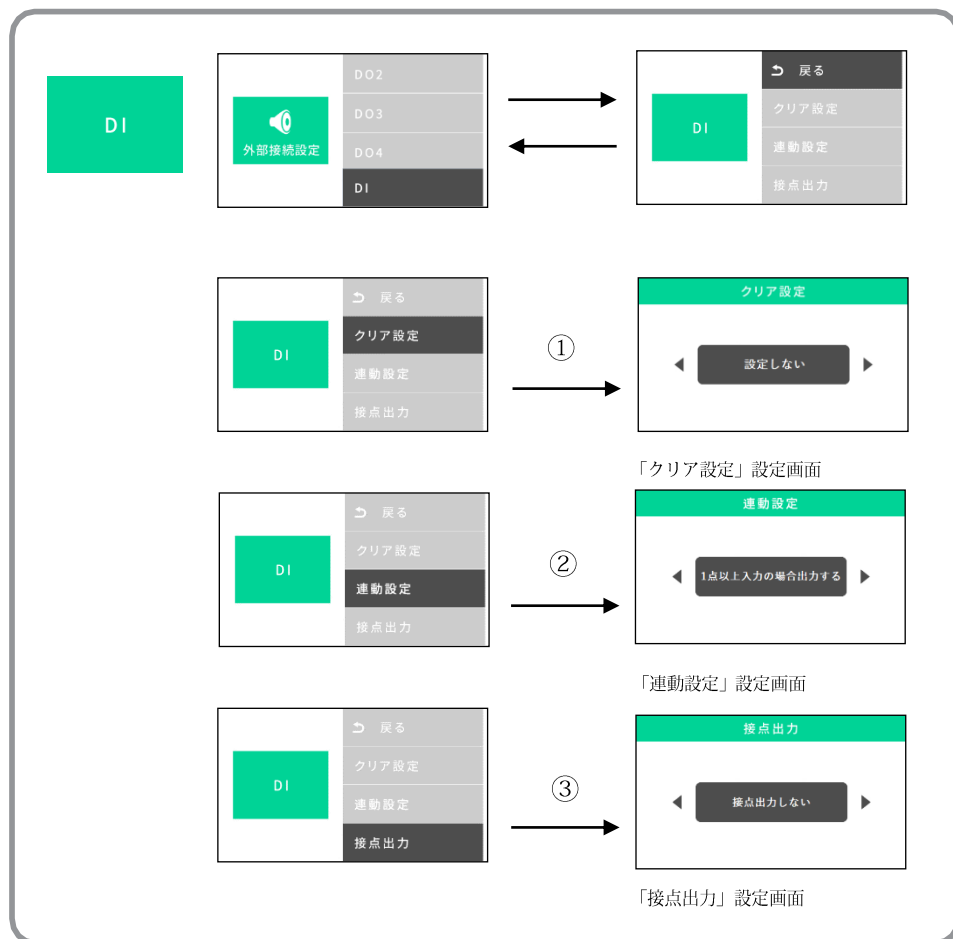 DI
外部接続設定
DO2
DO3
DO4
DI
DI
戻る
クリア設定
連動設定
接点出力
DI
戻る
クリア設定
連動設定
接点出力
①
クリア設定
設定しない
「クリア設定」設定画面
DI
戻る
クリア設定
連動設定
接点出力
②
連動設定
1点以上入力の場合出力する
「連動設定」設定画面
DI
戻る
クリア設定
連動設定
接点出力
③
接点出力
接点出力しない
「接点出力」設定画面